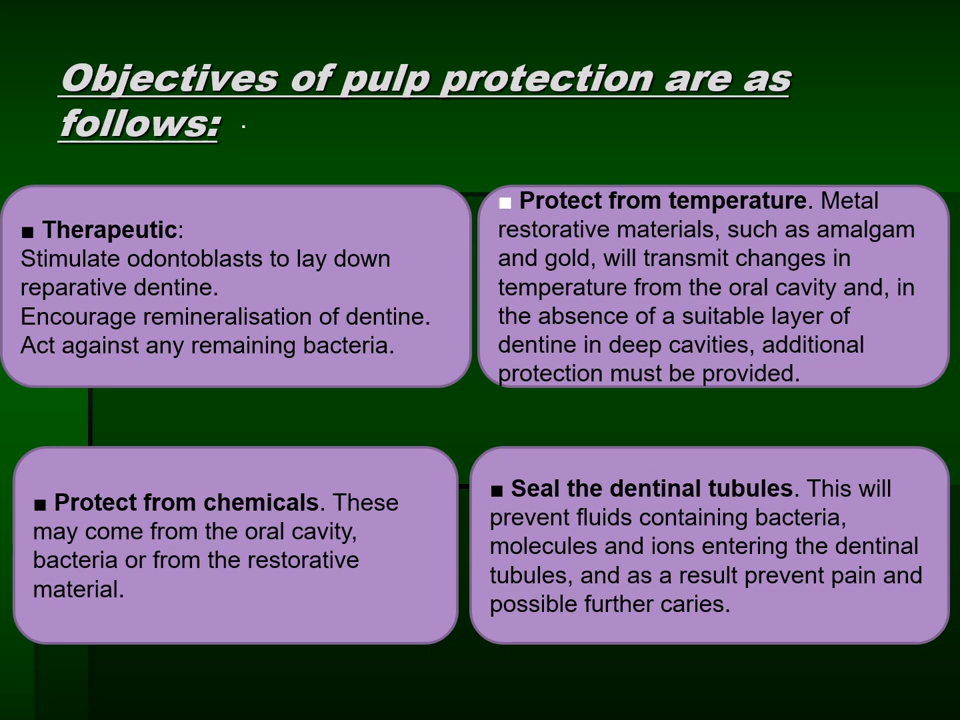 Objectives of pulp protection are as
follows: .
■ Therapeutic:
Stimulate odontoblasts to lay down
reparative dentine.
Encourage remineralisation of dentine.
Act against any remaining bacteria.
■ Protect from temperature. Metal
restorative materials, such as amalgam
and gold, will transmit changes in
temperature from the oral cavity and, in
the absence of a suitable layer of
dentine in deep cavities, additional
protection must be provided.
■ Protect from chemicals. These
may come from the oral cavity,
bacteria or from the restorative
material.
■ Seal the dentinal tubules. This will
prevent fluids containing bacteria,
molecules and ions entering the dentinal
tubules, and as a result prevent pain and
possible further caries.